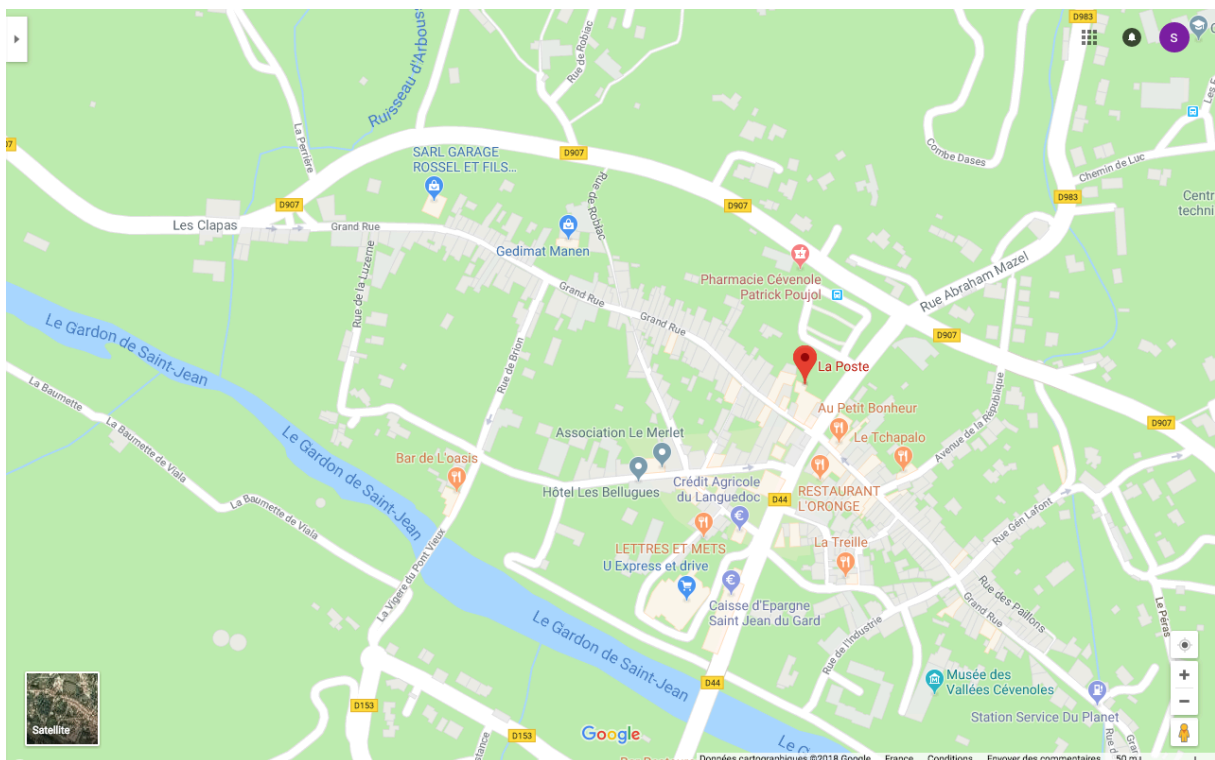 D983
S
Ruisseau d'Arbous
Rue de Robiac
La Perrière
SARL GARAGE
ROSSEL ET FILS...
D907
Combe Dases
Chemin de Luc
Rue de Robiac
D907
D907
D983
Centr
techni
Les Clapas
Grand Rue
Gedimat Manen
Rue de la Luzerne
Pharmacie Cévenole
Patrick Poujol
Rue Abraham Mazel
Grand Rue
Grand Rue
D907
Le Gardon de Saint-Jean
Rue de Brion
La Poste
La Baumette
Au Petit Bonheur
Avenue de la République
D907
La Baumette de Viala
Association Le Merlet
Le Tchapalo
Le Gardon de Saint-Jean
Bar de L'oasis
Hôtel Les Bellugues
Crédit Agricole
du Languedoc
D44
RESTAURANT
L'ORONGE
La Baumette de Viala
Rue Gén Lafont
LETTRES ET METS
La Treille
U Express et drive
La Vigère du Pont Vieux
Caisse d'Epargne
Saint Jean du Gard
Rue des Paillons
Grand Rue
Le Péras
Le Gardon de Saint-Jean
Rue de l'Industrie
D44
Musée des
Vallées Cévenoles
D153
Station Service Du Planet
Satellite
D153
Google
Données cartographiques ©2018 Google France Conditions Envoyer des commentaires 50 m